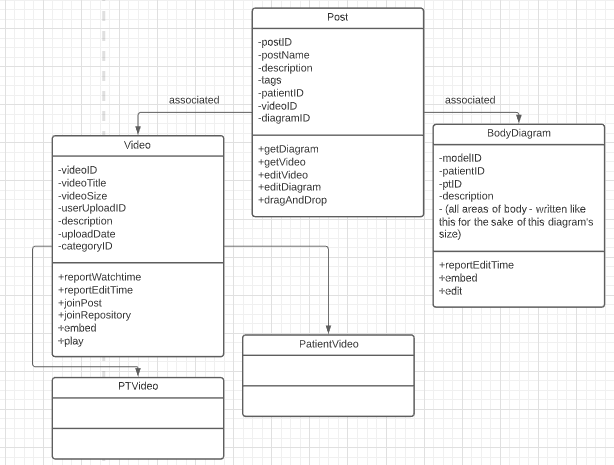 Post
-postID
-postName
-description
-tags
-patientID
-videoID
-diagramID
+getDiagram
+getVideo
+editVideo
+editDiagram
+dragAndDrop
associated
associated
Video
-videoID
-videoTitle
-videoSize
-userUploadID
-description
-uploadDate
-categoryID
+reportWatchtime
+reportEditTime
+joinPost
+joinRepository
+embed
+play
BodyDiagram
-modelID
-patientID
-ptID
-description
- (all areas of body - written like
this for the sake of this diagram's
size)
+reportEditTime
+embed
+edit
PatientVideo
PTVideo